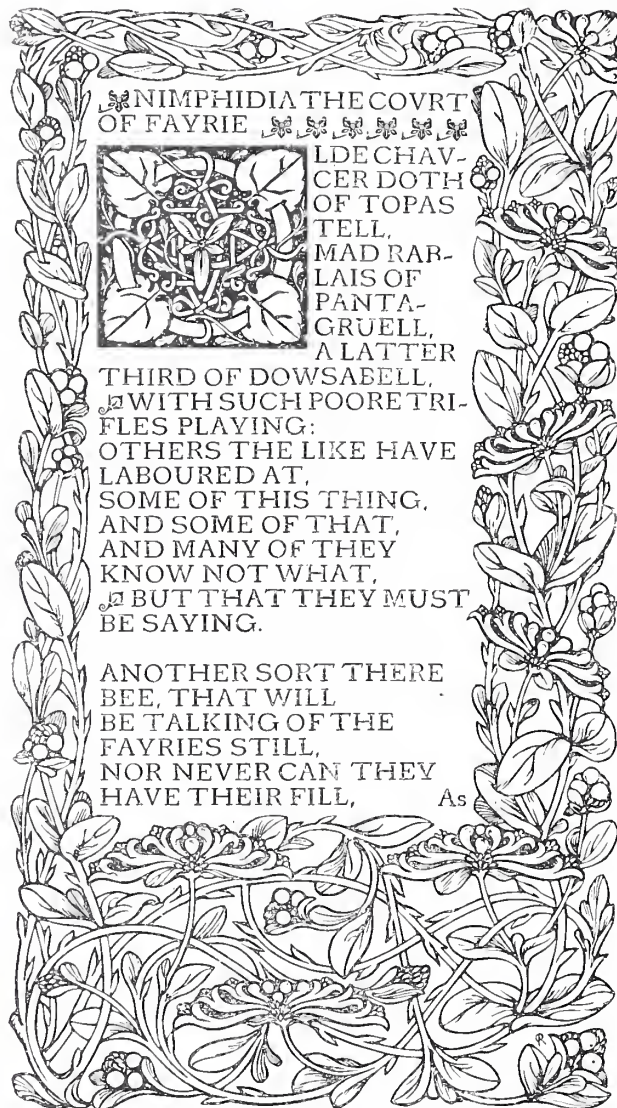 NIMPHIDIA THE COVRT
OF FAYRIE
OLDE CHAV-
CER DOTH
OF TOPAS
TELL,
MAD RAB-
LAIS OF
PANTA-
GRUELL,
A LATTER
THIRD OF DOWSABELL,
WITH SUCH POORE TRI-
FLES PLAYING:
OTHERS THE LIKE HAVE
LABOURED AT,
SOME OF THIS THING,
AND SOME OF THAT,
AND MANY OF THEY
KNOW NOT WHAT,
BUT THAT THEY MUST
BE SAYING.
ANOTHER SORT THERE
BEE, THAT WILL
BE TALKING OF THE
FAYRIES STILL,
NOR NEVER CAN THEY
HAVE THEIR FILL, As